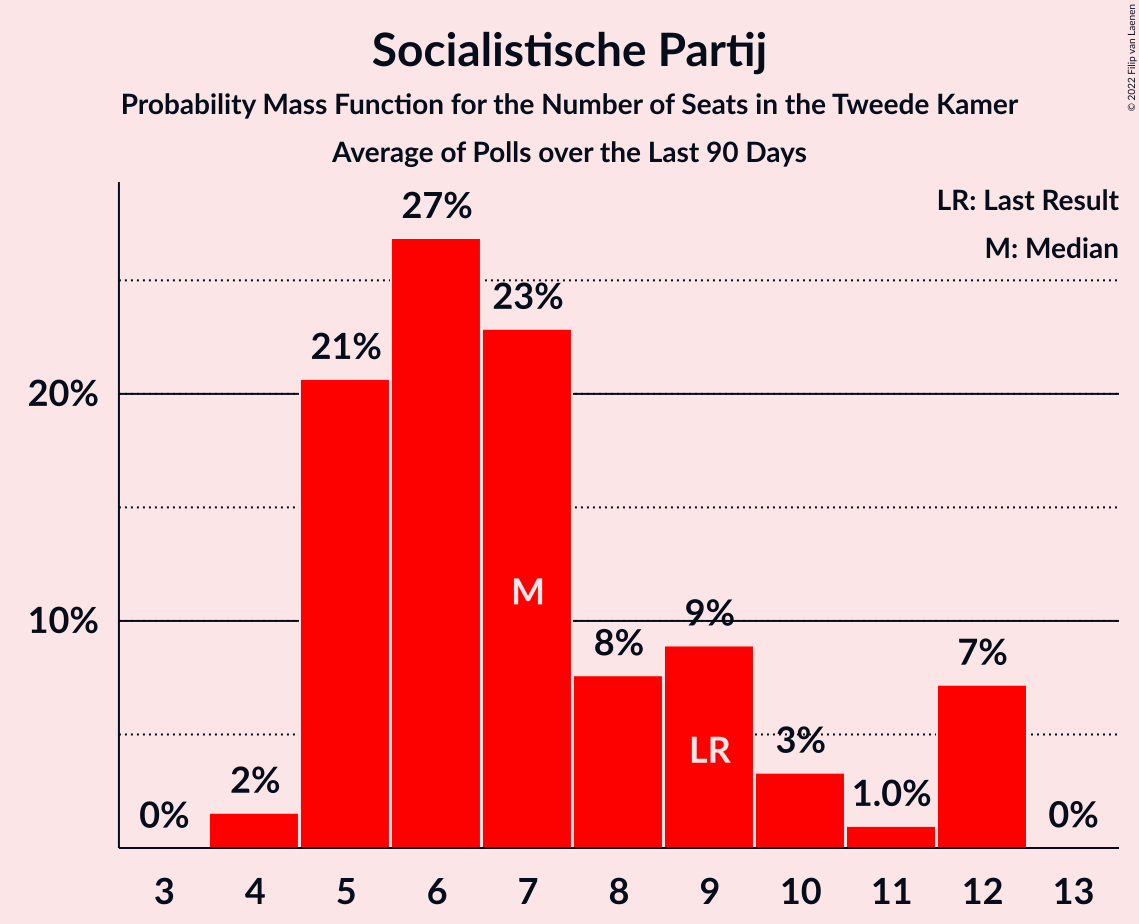 Socialistische Partij
Probability Mass Function for the Number of Seats in the Tweede Kamer
Average of Polls over the Last 90 Days
© 2022 Filip van Laenen
LR: Last Result
M: Median
27%
23%
21%
20%
M
10%
9%
8%
7%
LR
3%
2%
1.0%
0%
0%
3 4 5 6 7 8 9 10 11 12 13